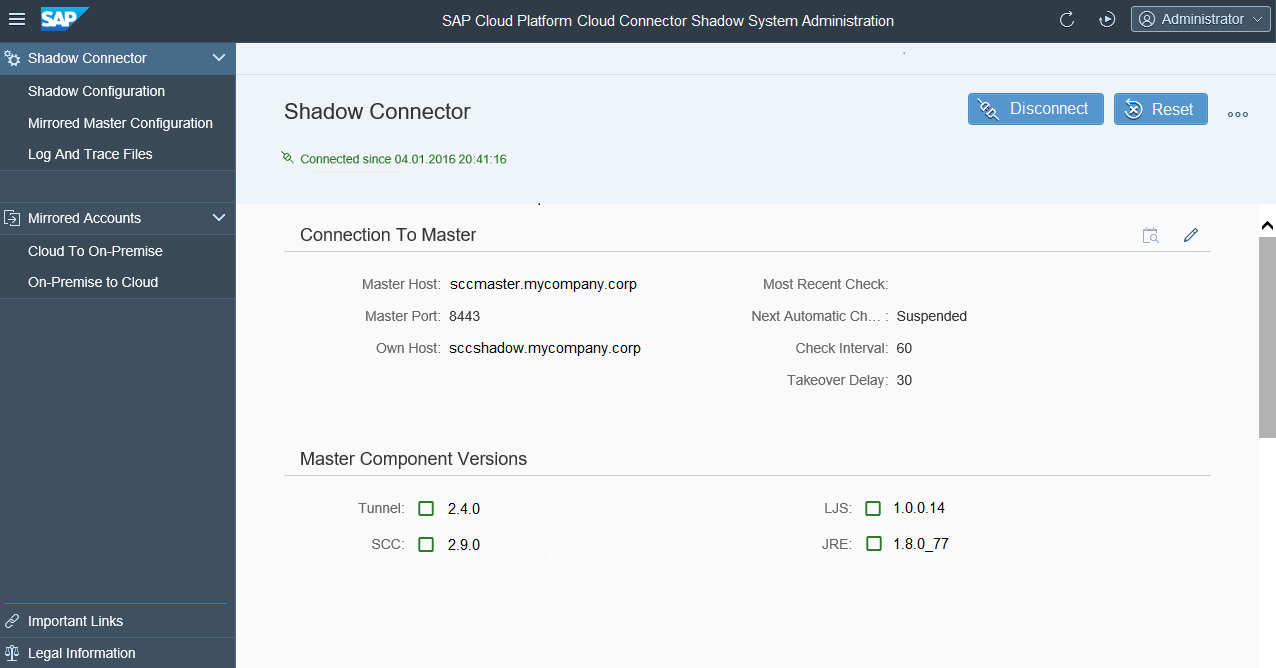 SAP
SAP Cloud Platform Cloud Connector Shadow System Administration
Administrator
Shadow Connector
Shadow Configuration
Mirrored Master Configuration
Log And Trace Files
Mirrored Accounts
Cloud To On-Premise
On-Premise to Cloud
Important Links
Legal Information
Shadow Connector
Disconnect
Reset
Connected since 04.01.2016 20:41:16
Connection To Master
Master Host: sccmaster.mycompany.corp
Master Port: 8443
Own Host: sccshadow.mycompany.corp
Most Recent Check:
Next Automatic Ch... : Suspended
Check Interval: 60
Takeover Delay: 30
Master Component Versions
Tunnel: 2.4.0
SCC: 2.9.0
LJS: 1.0.0.14
JRE: 1.8.0_77